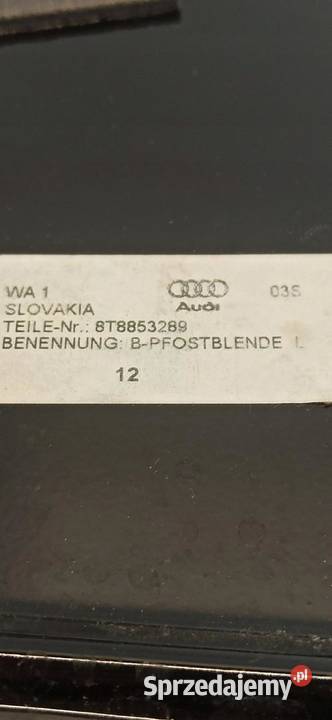 WA 1
SLOVAKIA
Audi
03S
TEILE-Nr.: 8T8853289
BENENNUNG: B-PFOSTBLENDE L
12
Sprzedajemy.pl